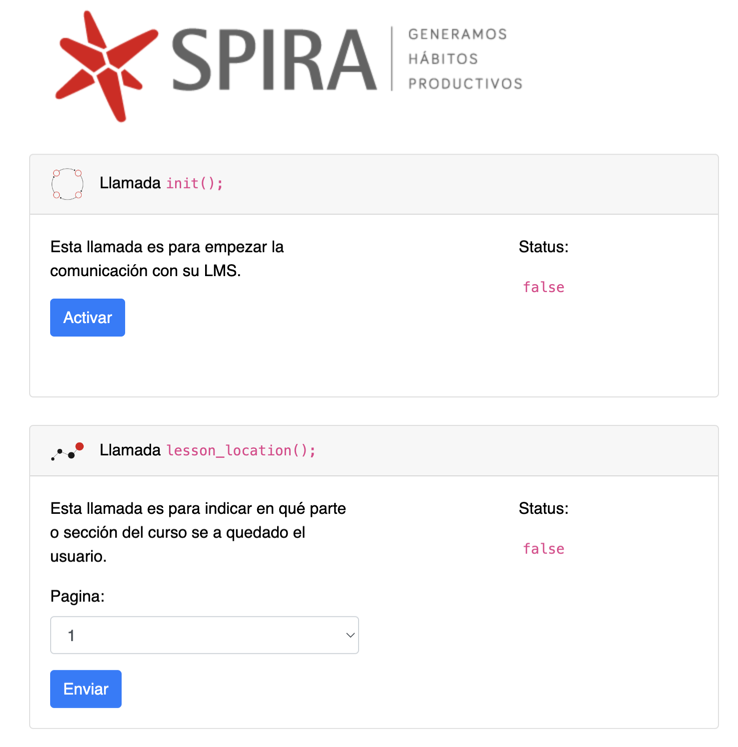 SPIRA
GENERAMOS
HÁBITOS
PRODUCTIVOS
Llamada init();
Esta llamada es para empezar la
comunicación con su LMS.
Activar
Status:
false
Llamada lesson_location();
Esta llamada es para indicar en qué parte
o sección del curso se a quedado el
usuario.
Pagina:
1
Enviar
Status:
false